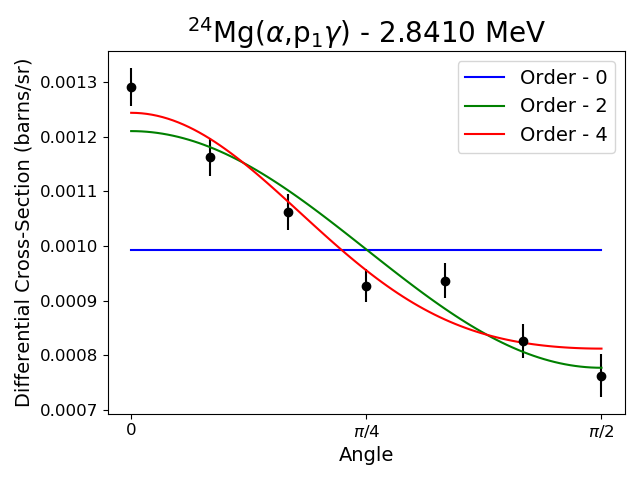 ²⁴Mg(α,p₁γ) - 2.8410 MeV
Differential Cross-Section (barns/sr)
0.0013
0.0012
0.0011
0.0010
0.0009
0.0008
0.0007
Order - 0
Order - 2
Order - 4
0 π/4 π/2
Angle